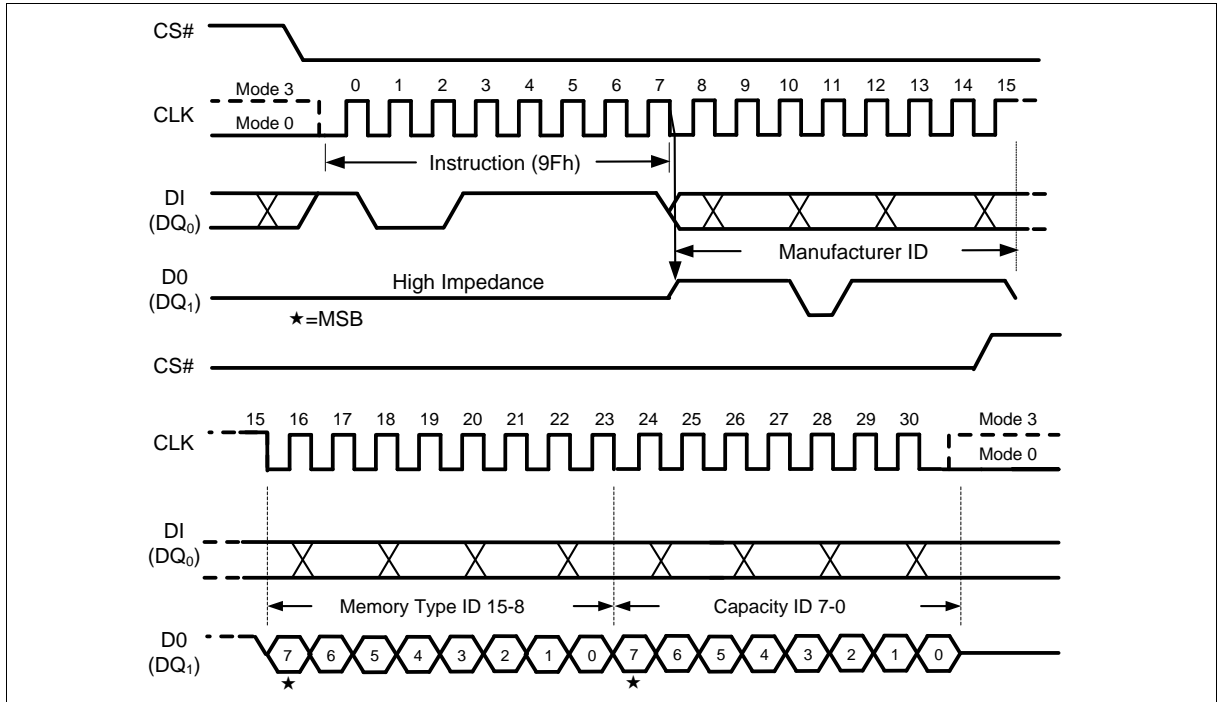 CS#
0 1 2 3 4 5 6 7 8 9 10 11 12 13 14 15
Mode 3
CLK
Mode 0
Instruction (9Fh)
DI
(DQ0)
Manufacturer ID
D0
(DQ1)
High Impedance
★=MSB
CS#
15 16 17 18 19 20 21 22 23 24 25 26 27 28 29 30
Mode 3
CLK
Mode 0
DI
(DQ0)
Memory Type ID 15-8
Capacity ID 7-0
D0
(DQ1)
7 6 5 4 3 2 1 0 7 6 5 4 3 2 1 0
★ ★